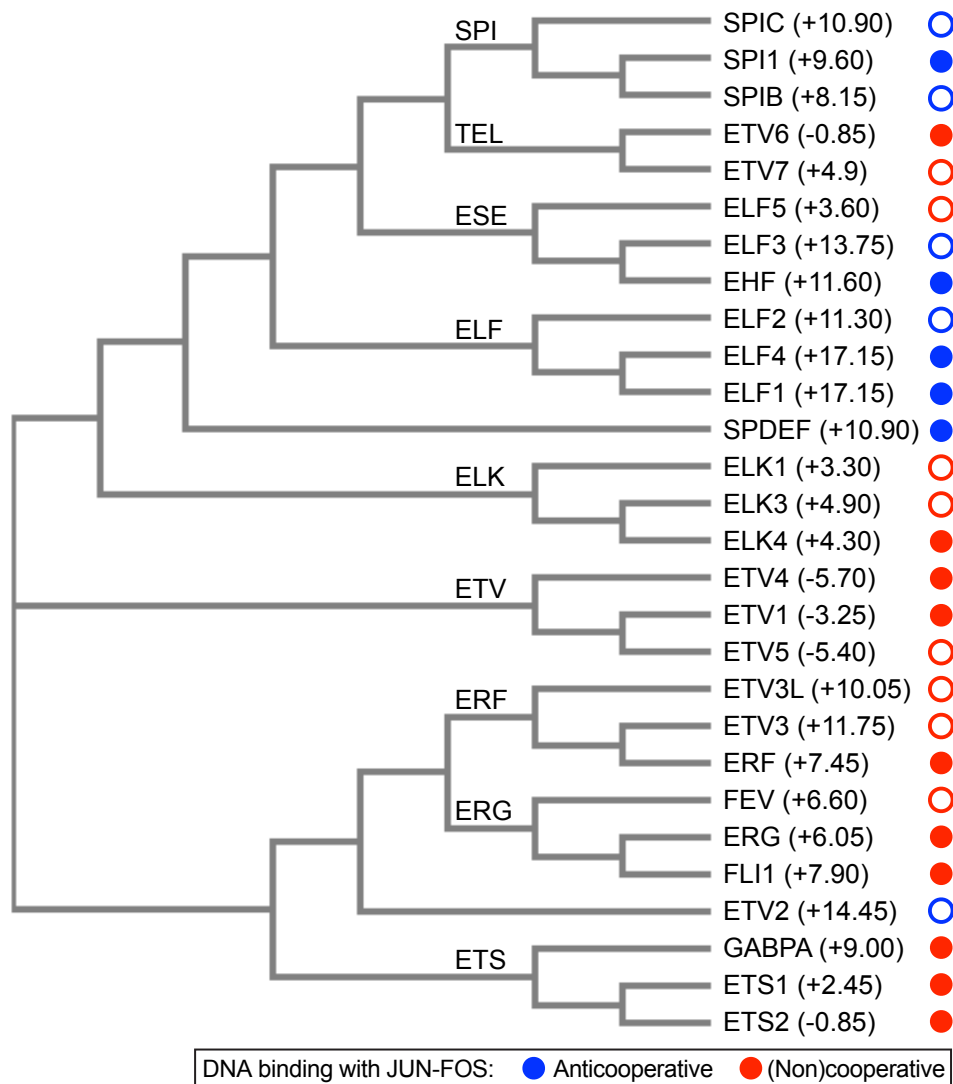 SPI
SPIC (+10.90)
SPI1 (+9.60)
SPIB (+8.15)
TEL
ETV6 (-0.85)
ETV7 (+4.9)
ESE
ELF5 (+3.60)
ELF3 (+13.75)
EHF (+11.60)
ELF
ELF2 (+11.30)
ELF4 (+17.15)
ELF1 (+17.15)
SPDEF (+10.90)
ELK
ELK1 (+3.30)
ELK3 (+4.90)
ELK4 (+4.30)
ETV
ETV4 (-5.70)
ETV1 (-3.25)
ETV5 (-5.40)
ERF
ETV3L (+10.05)
ETV3 (+11.75)
ERF (+7.45)
ERG
FEV (+6.60)
ERG (+6.05)
FLI1 (+7.90)
ETV2 (+14.45)
ETS
GABPA (+9.00)
ETS1 (+2.45)
ETS2 (-0.85)
DNA binding with JUN-FOS: Anticooperative (Non)cooperative